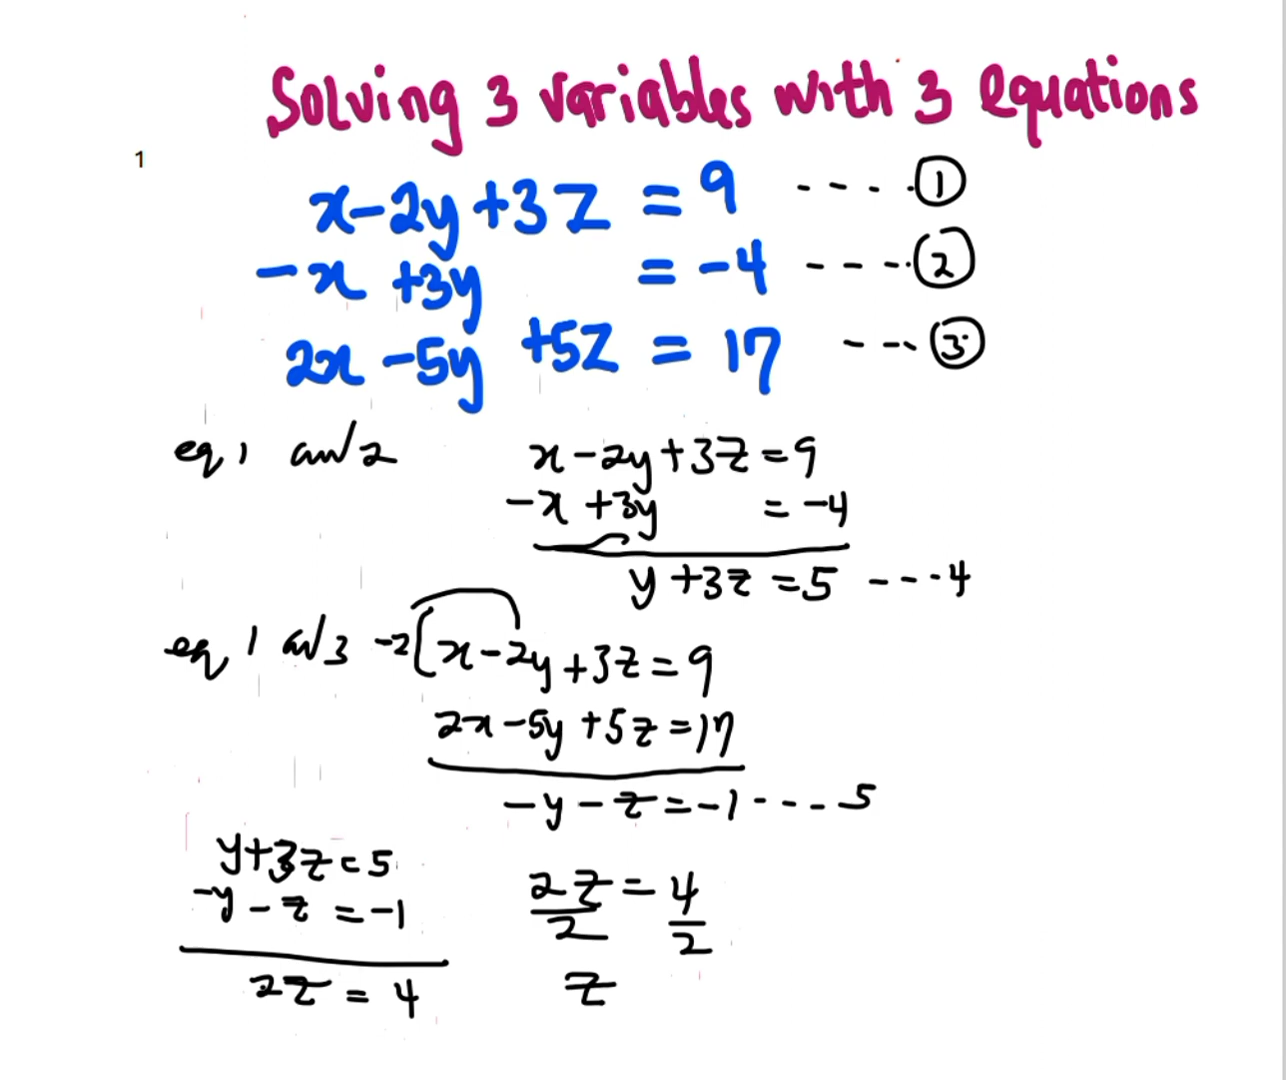 Solving 3 variables with 3 equations
1
x-2y+3z = 9 ---- ①
-x +3y = -4 ---- ②
2x -5y +5z = 17 --- ③
eq 1 and 2
x-2y+3z=9
-x +3y = -4
y +3z =5 ---4
eq 1 and 3 -2(x-2y+3z=9
2x-5y+5z=17
-y-z=-1----5
y+3z=5
-y-z=-1
2z = 4
2z/2 = 4/2
z